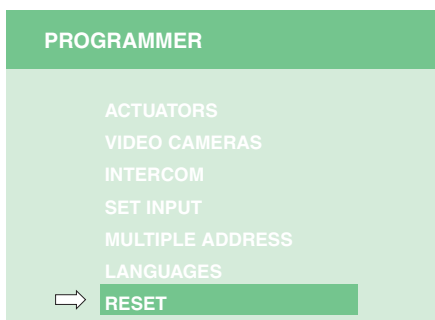 PROGRAMMER
ACTUATORS
VIDEO CAMERAS
INTERCOM
SET INPUT
MULTIPLE ADDRESS
LANGUAGES
RESET